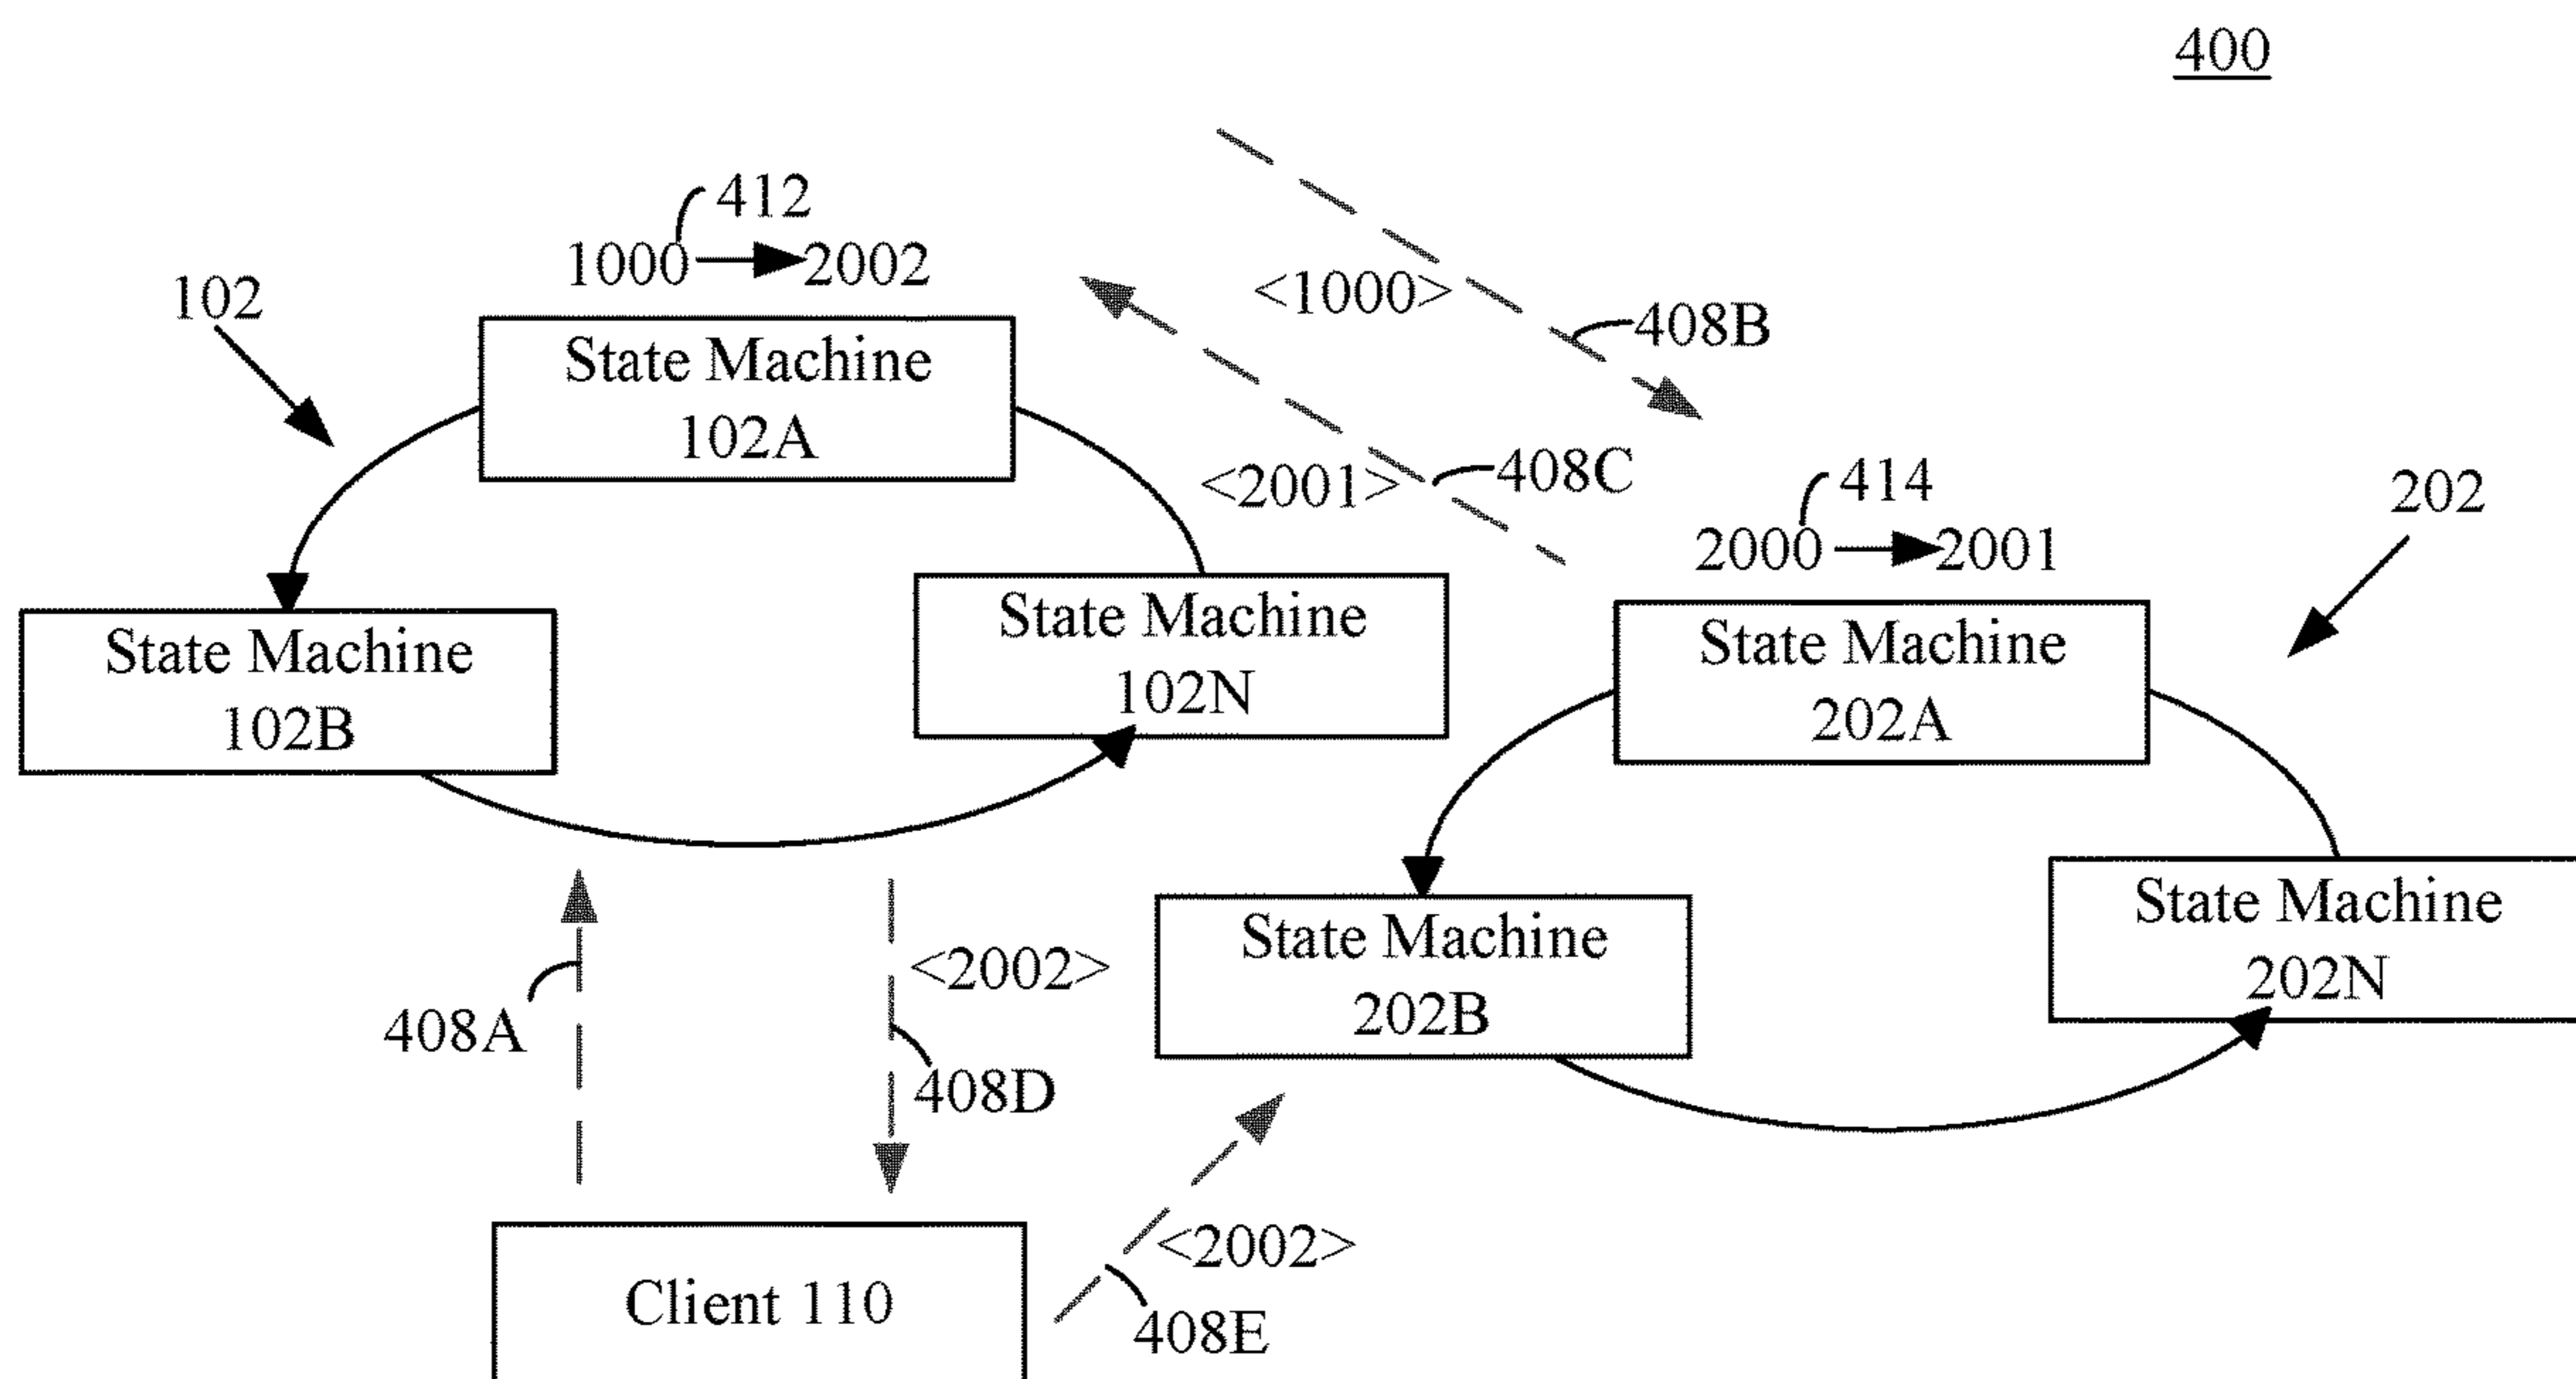 400
412
1000 2002
102
<1000>
408B
State Machine
102A
<2001>
408C
414
2000 2001
202
State Machine
102B
State Machine
102N
State Machine
202A
State Machine
202B
State Machine
202N
408A
<2002>
408D
<2002>
408E
Client 110